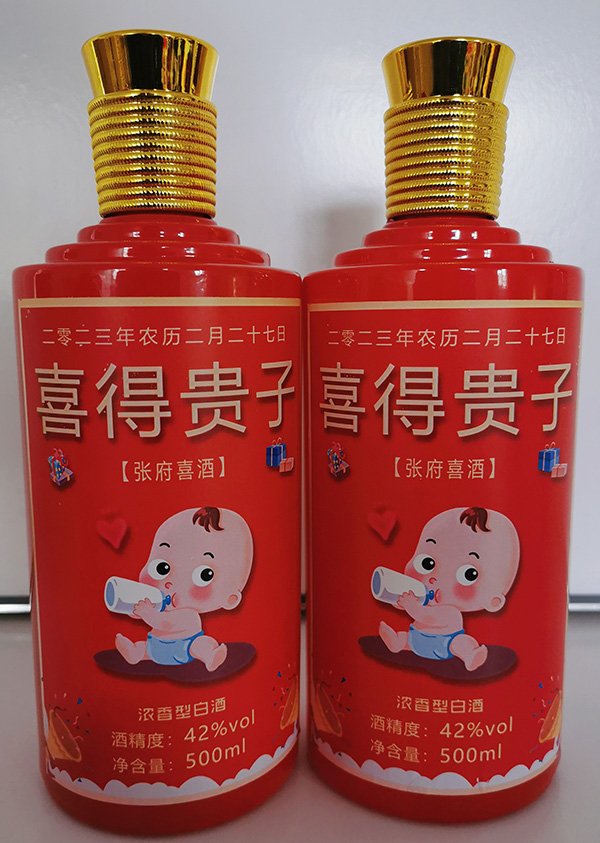 二零二三年农历二月二十七日
喜得贵子
【张府喜酒】
浓香型白酒
酒精度：42%vol
净含量：500ml
二零二三年农历二月二十七日
喜得贵子
【张府喜酒】
浓香型白酒
酒精度：42%vol
净含量：500ml